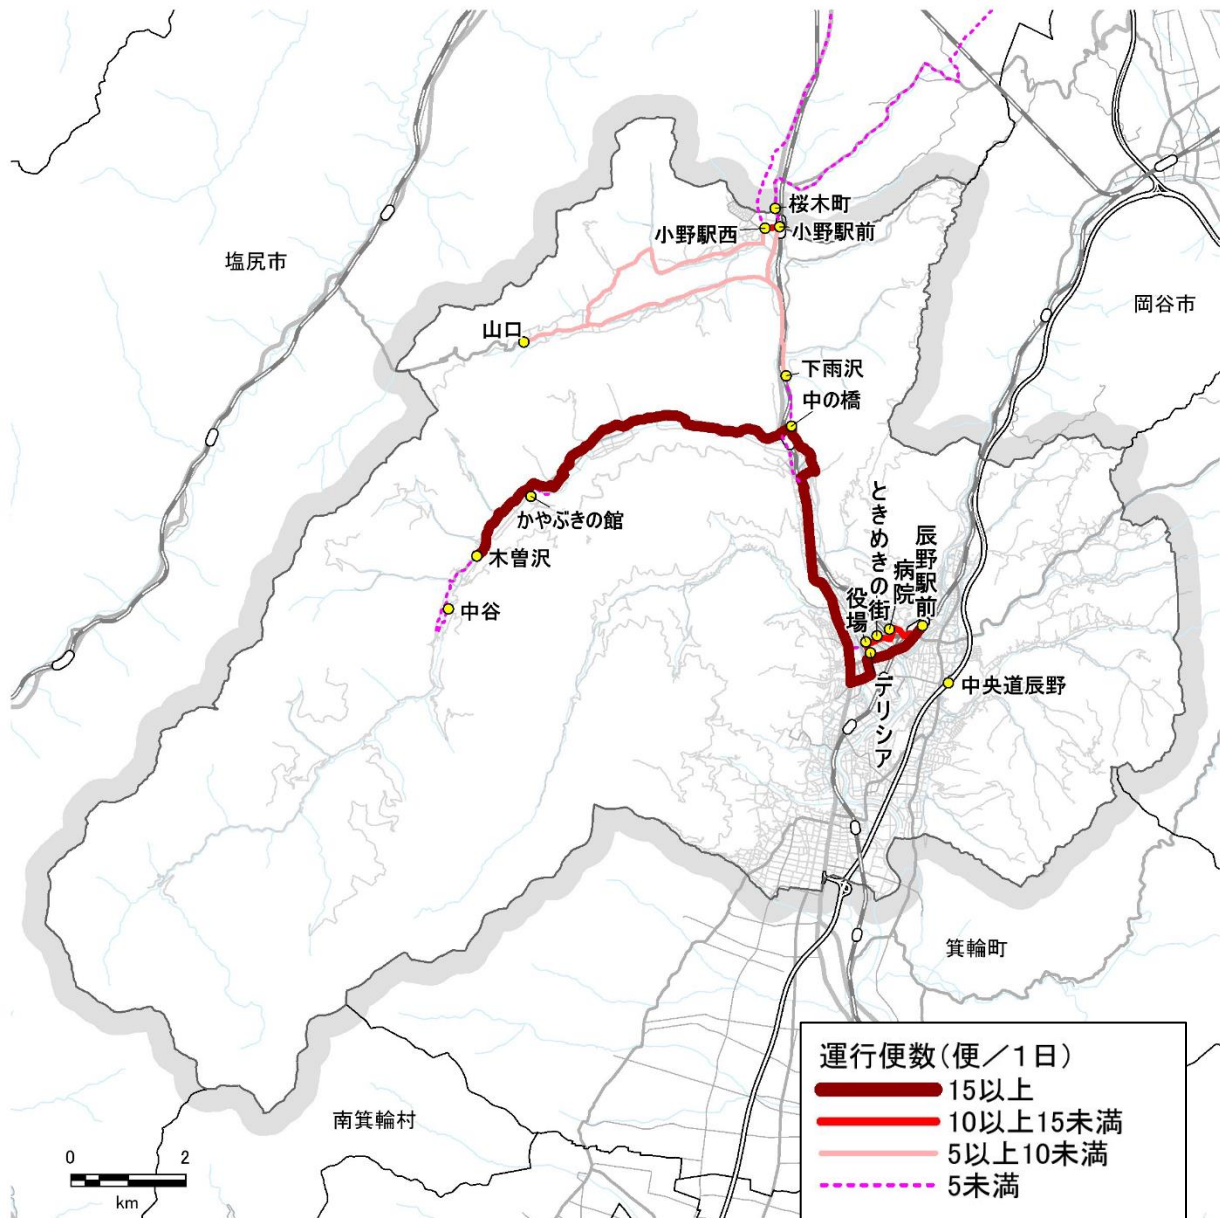 桜木町
小野駅西
小野駅前
塩尻市
岡谷市
山口
下雨沢
中の橋
かやぶきの館
ときめきの街
辰野駅前
病院
役場
木曽沢
中谷
中央道辰野
デリシア
箕輪町
南箕輪村
運行便数(便／1日)
15以上
10以上15未満
5以上10未満
5未満
0 2
km